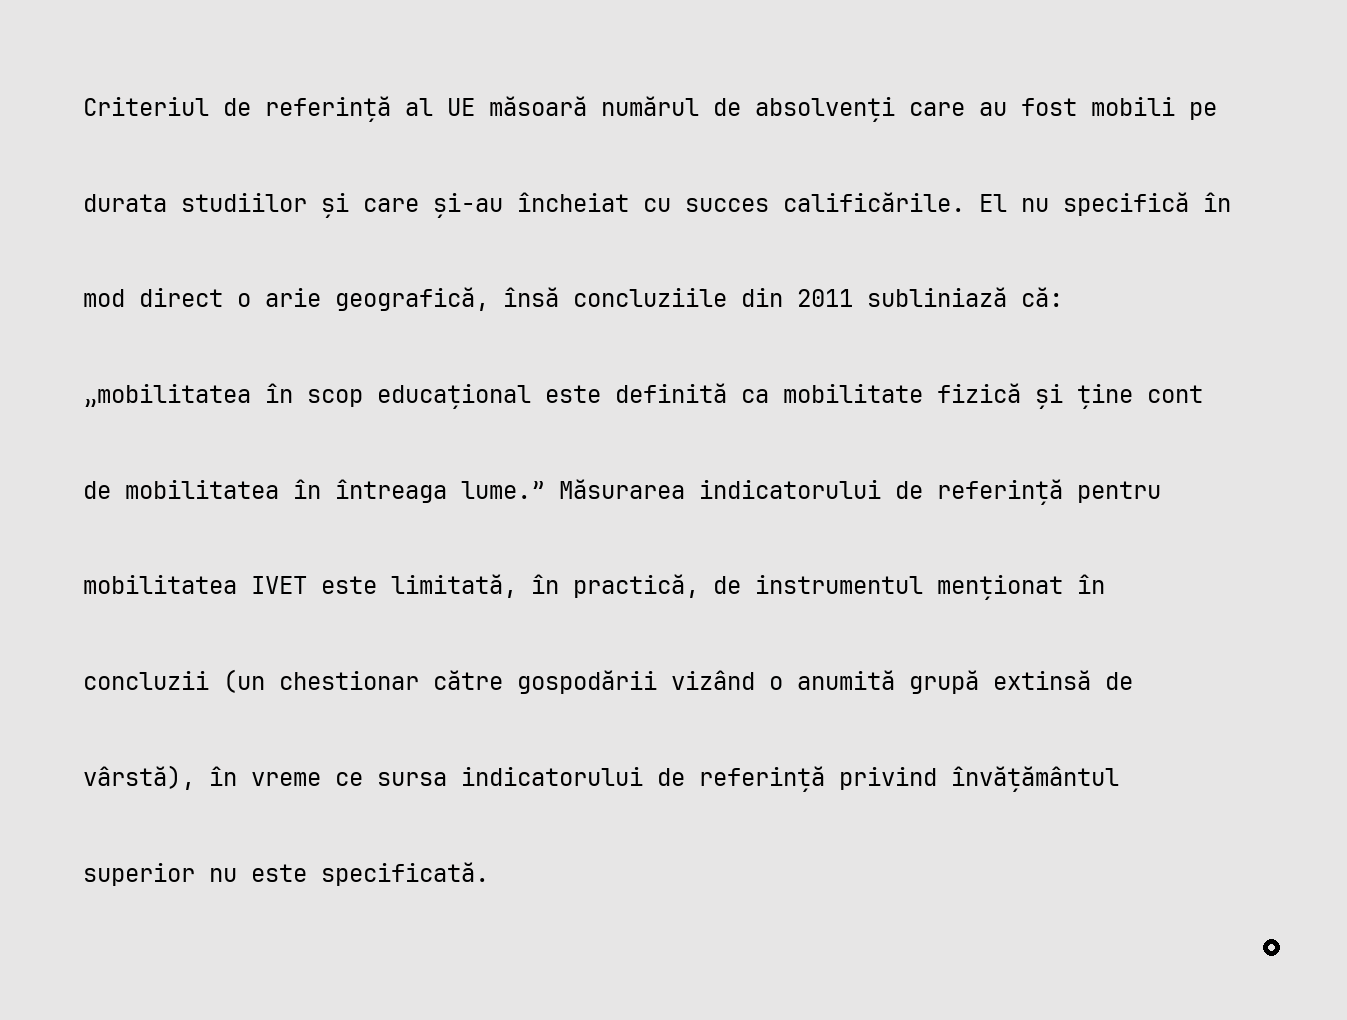 Criteriul de referință al UE măsoară numărul de absolvenți care au fost mobili pe
durata studiilor și care și-au încheiat cu succes calificările. El nu specifică în
mod direct o arie geografică, însă concluziile din 2011 subliniază că:
„mobilitatea în scop educațional este definită ca mobilitate fizică și ține cont
de mobilitatea în întreaga lume.” Măsurarea indicatorului de referință pentru
mobilitatea IVET este limitată, în practică, de instrumentul menționat în
concluzii (un chestionar către gospodării vizând o anumită grupă extinsă de
vârstă), în vreme ce sursa indicatorului de referință privind învățământul
superior nu este specificată.